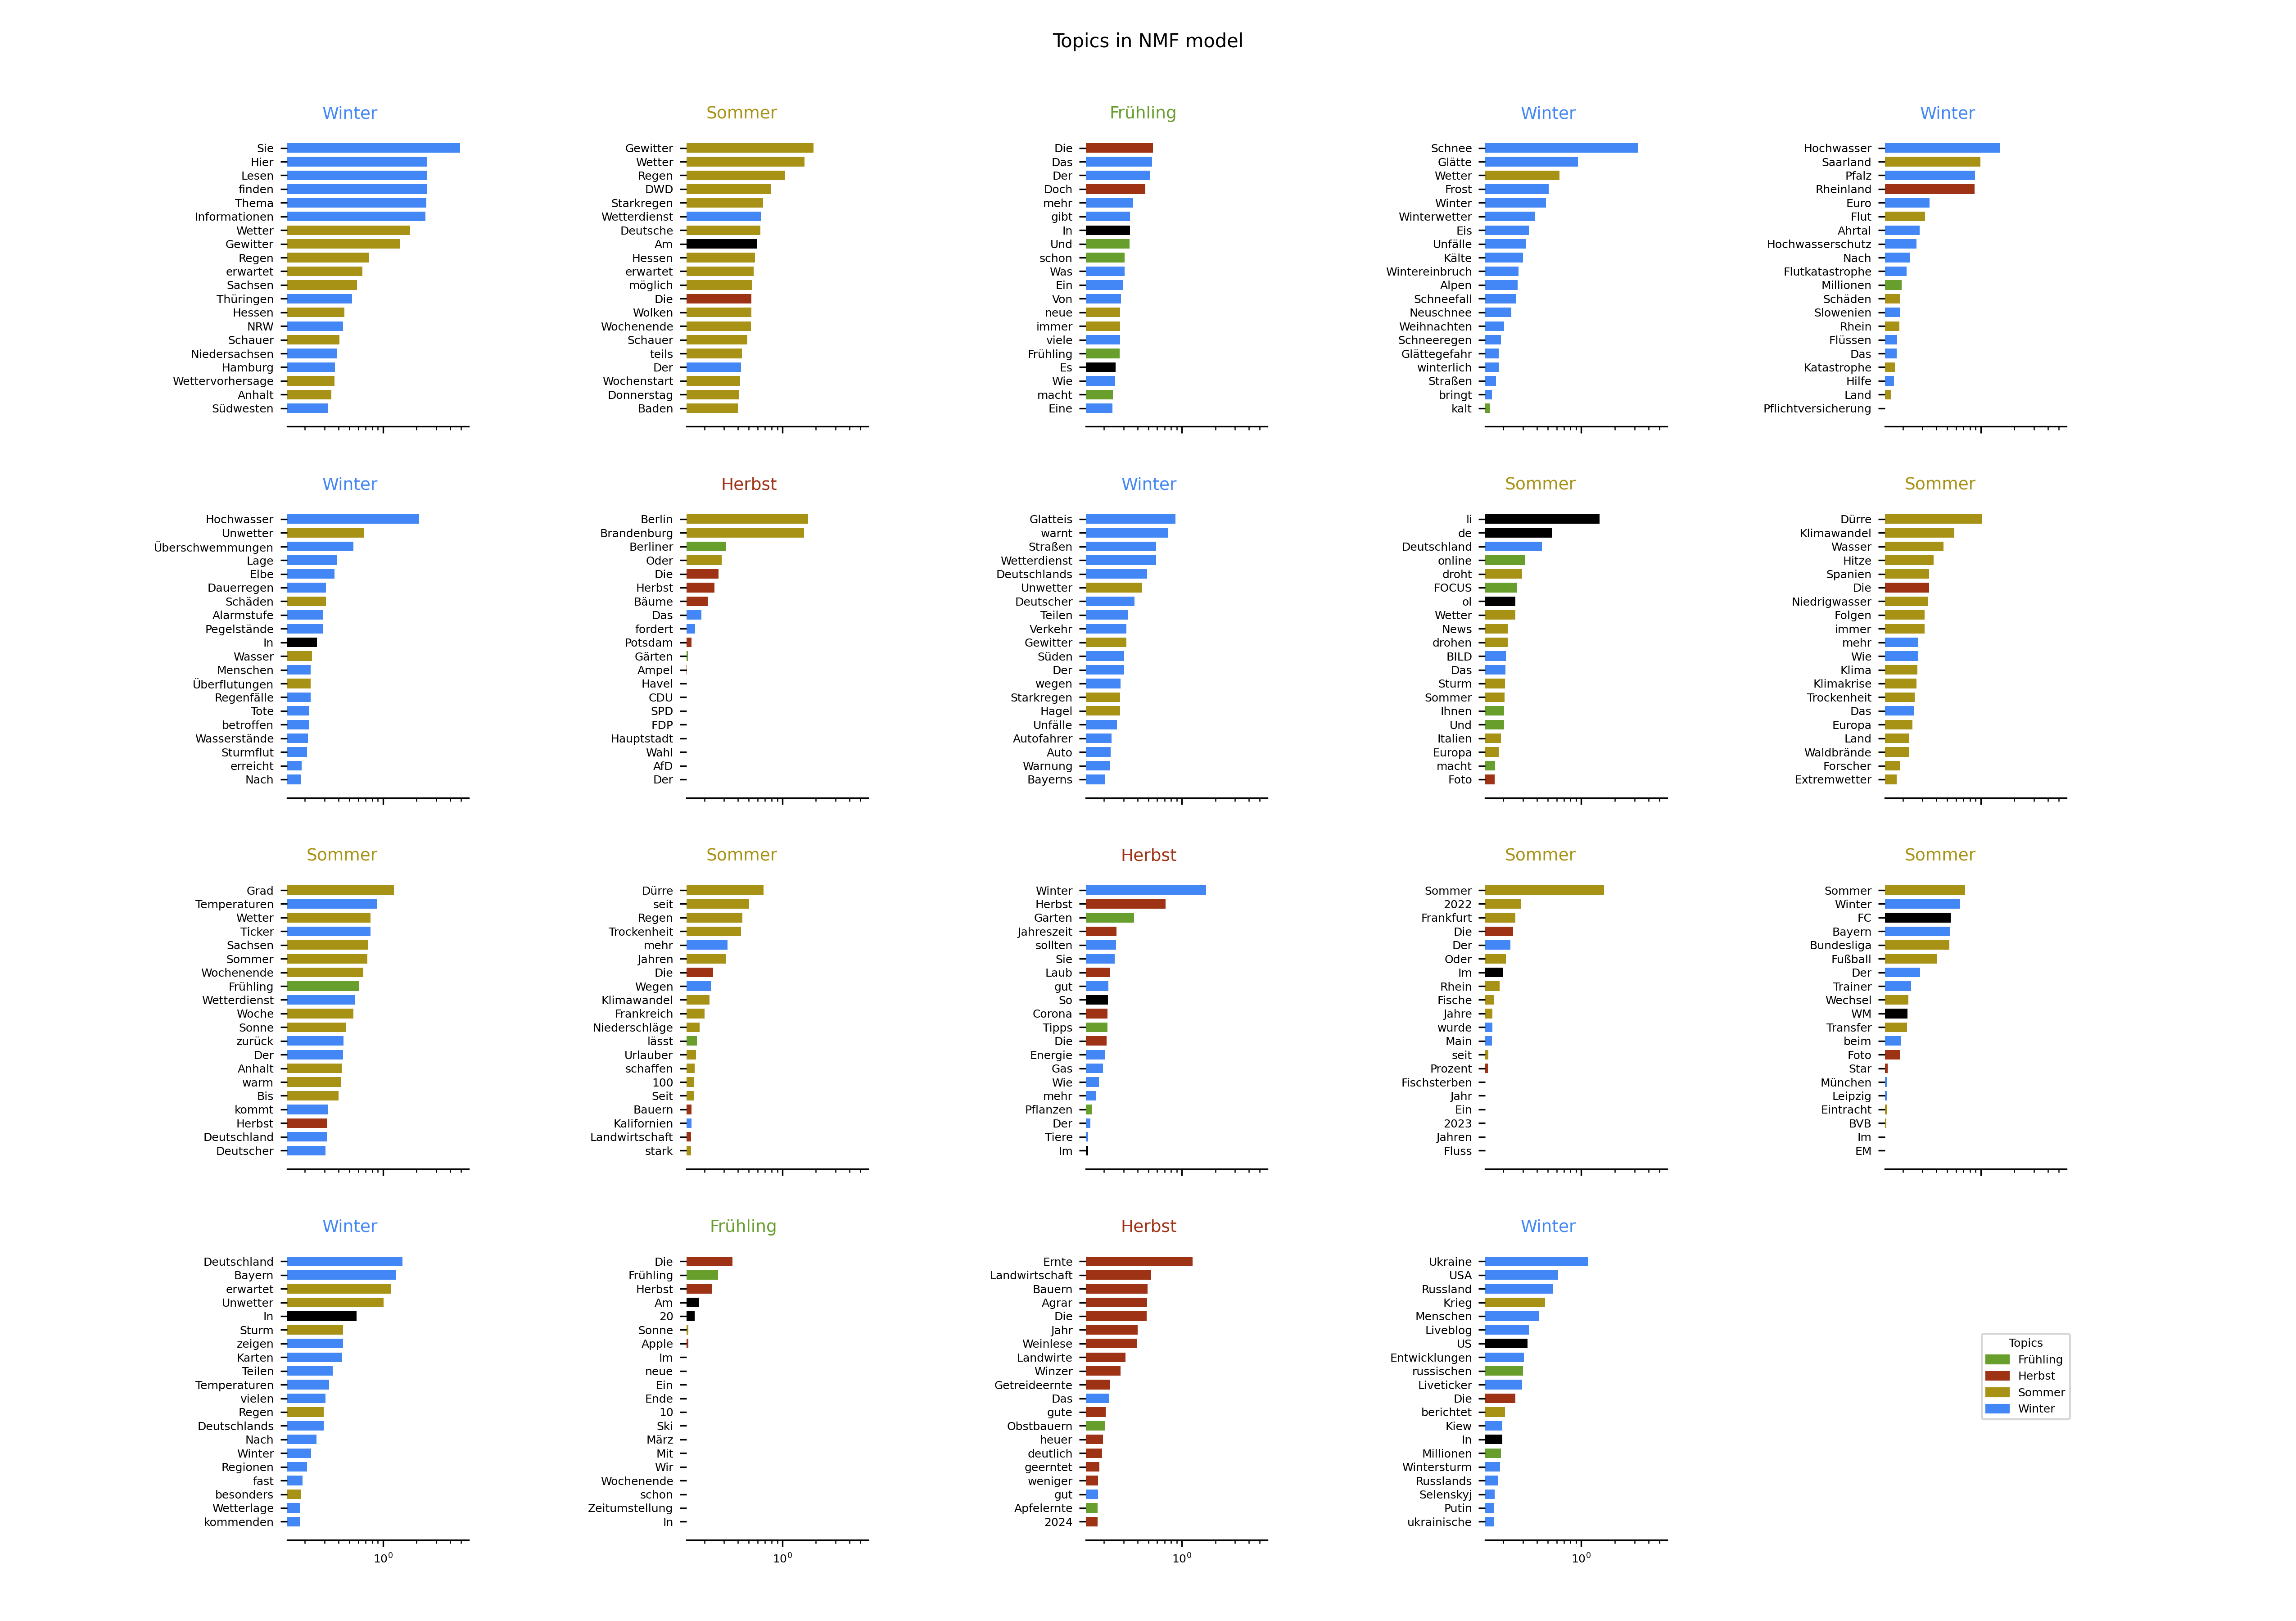 Topics in NMF model
Winter
Sie
Hier
Lesen
finden
Thema
Informationen
Wetter
Gewitter
Regen
erwartet
Sachsen
Thüringen
Hessen
NRW
Schauer
Niedersachsen
Hamburg
Wettervorhersage
Anhalt
Südwesten
Sommer
Gewitter
Wetter
Regen
DWD
Starkregen
Wetterdienst
Deutsche
Am
Hessen
erwartet
möglich
Die
Wolken
Wochenende
Schauer
teils
Der
Wochenstart
Donnerstag
Baden
Frühling
Die
Das
Der
Doch
mehr
gibt
In
Und
schon
Was
Ein
Von
neue
immer
viele
Frühling
Es
Wie
macht
Eine
Winter
Schnee
Glätte
Wetter
Frost
Winter
Winterwetter
Eis
Unfälle
Kälte
Wintereinbruch
Alpen
Schneefall
Neuschnee
Weihnachten
Schneeregen
Glättegefahr
winterlich
Straßen
bringt
kalt
Winter
Hochwasser
Saarland
Pfalz
Rheinland
Euro
Flut
Ahrtal
Hochwasserschutz
Nach
Flutkatastrophe
Millionen
Schäden
Slowenien
Rhein
Flüssen
Das
Katastrophe
Hilfe
Land
Pflichtversicherung
Winter
Hochwasser
Unwetter
Überschwemmungen
Lage
Elbe
Dauerregen
Schäden
Alarmstufe
Pegelstände
In
Wasser
Menschen
Überflutungen
Regenfälle
Tote
betroffen
Wasserstände
Sturmflut
erreicht
Nach
Herbst
Berlin
Brandenburg
Berliner
Oder
Die
Herbst
Bäume
Das
fordert
Potsdam
Gärten
Ampel
Havel
CDU
SPD
FDP
Hauptstadt
Wahl
AfD
Der
Winter
Glatteis
warnt
Straßen
Wetterdienst
Deutschlands
Unwetter
Deutscher
Teilen
Verkehr
Gewitter
Süden
Der
wegen
Starkregen
Hagel
Unfälle
Autofahrer
Auto
Warnung
Bayerns
Sommer
li
de
Deutschland
online
droht
FOCUS
ol
Wetter
News
drohen
BILD
Das
Sturm
Sommer
Ihnen
Und
Italien
Europa
macht
Foto
Sommer
Dürre
Klimawandel
Wasser
Hitze
Spanien
Die
Niedrigwasser
Folgen
immer
mehr
Wie
Klima
Klimakrise
Trockenheit
Das
Europa
Land
Waldbrände
Forscher
Extremwetter
Sommer
Grad
Temperaturen
Wetter
Ticker
Sachsen
Sommer
Wochenende
Frühling
Wetterdienst
Woche
Sonne
zurück
Der
Anhalt
warm
Bis
kommt
Herbst
Deutschland
Deutscher
Sommer
Dürre
seit
Regen
Trockenheit
mehr
Jahren
Die
Wegen
Klimawandel
Frankreich
Niederschläge
lässt
Urlauber
schaffen
100
Seit
Bauern
Kalifornien
Landwirtschaft
stark
Herbst
Winter
Herbst
Garten
Jahreszeit
sollten
Sie
Laub
gut
So
Corona
Tipps
Die
Energie
Gas
Wie
mehr
Pflanzen
Der
Tiere
Im
Sommer
Sommer
2022
Frankfurt
Die
Der
Oder
Im
Rhein
Fische
Jahre
wurde
Main
seit
Prozent
Fischsterben
Jahr
Ein
2023
Jahren
Fluss
Sommer
Sommer
Winter
FC
Bayern
Bundesliga
Fußball
Der
Trainer
Wechsel
WM
Transfer
beim
Foto
Star
München
Leipzig
Eintracht
BVB
Im
EM
Winter
Deutschland
Bayern
erwartet
Unwetter
In
Sturm
zeigen
Karten
Teilen
Temperaturen
vielen
Regen
Deutschlands
Nach
Winter
Regionen
fast
besonders
Wetterlage
kommenden
10⁰
Frühling
Die
Frühling
Herbst
Am
20
Sonne
Apple
Im
neue
Ein
Ende
10
Ski
März
Mit
Wir
Wochenende
schon
Zeitumstellung
In
10⁰
Herbst
Ernte
Landwirtschaft
Bauern
Agrar
Die
Jahr
Weinlese
Landwirte
Winzer
Getreideernte
Das
gute
Obstbauern
heuer
deutlich
geerntet
weniger
gut
Apfelernte
2024
10⁰
Winter
Ukraine
USA
Russland
Krieg
Menschen
Liveblog
US
Entwicklungen
russischen
Liveticker
Die
berichtet
Kiew
In
Millionen
Wintersturm
Russlands
Selenskyj
Putin
ukrainische
10⁰
Topics
Frühling
Herbst
Sommer
Winter